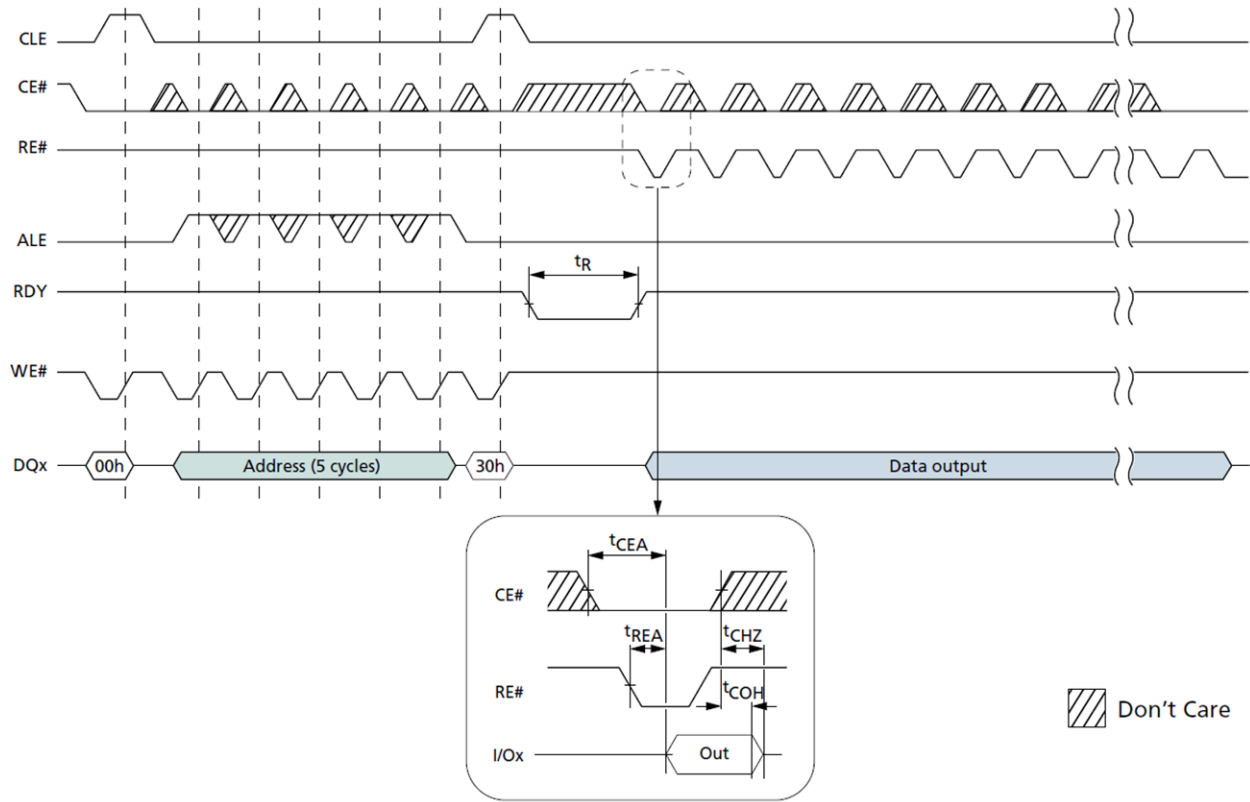 CLE
CE#
RE#
ALE
tR
RDY
WE#
DQx
00h
Address (5 cycles)
30h
Data output
tCEA
CE#
tREA
tCHZ
RE#
tCOH
I/Ox
Out
Don't Care